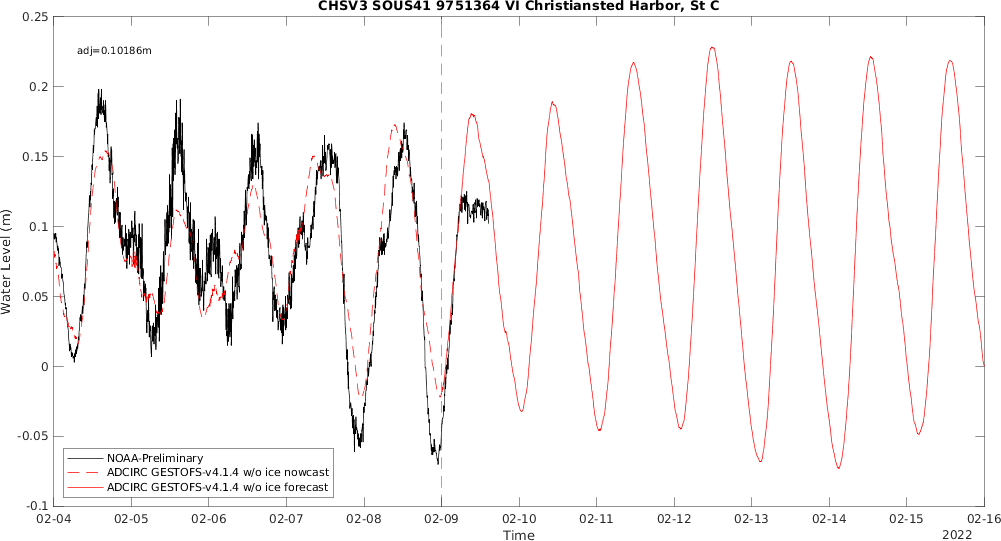 CHSV3 SOUS41 9751364 VI Christiansted Harbor, St C
adj=0.10186m
0.25
0.2
0.15
0.1
0.05
0
-0.05
-0.1
Water Level (m)
NOAA-Preliminary
ADCIRC GESTOFS-v4.1.4 w/o ice nowcast
ADCIRC GESTOFS-v4.1.4 w/o ice forecast
02-04 02-05 02-06 02-07 02-08 02-09 02-10 02-11 02-12 02-13 02-14 02-15 02-16
Time
2022